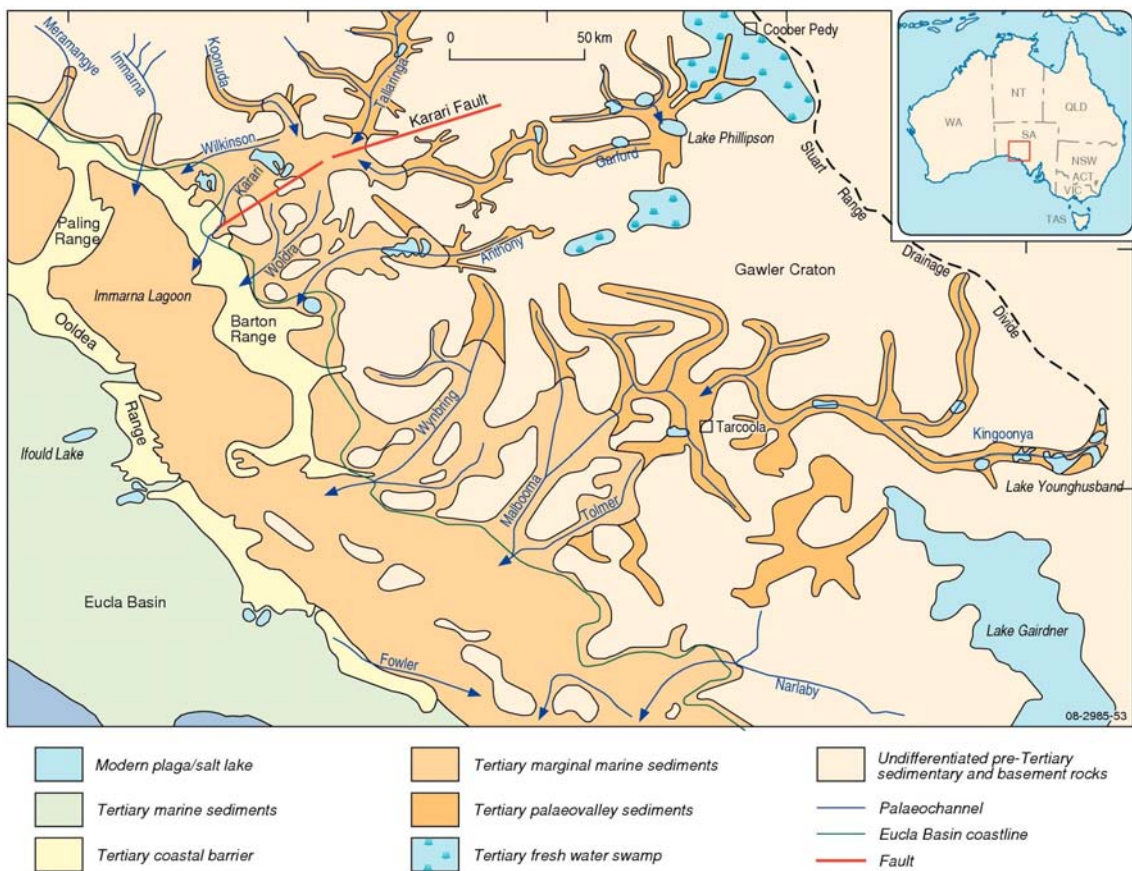 Meramangye
Immarna
Koonuda
Tallaringa
0
50 km
Coober Pedy
Karari Fault
Wilkinson
Karari
Garford
Lake Phillipson
Stuart
Range
Drainage
Divide
WA
NT
QLD
SA
NSW
ACT
VIC
TAS
Paling
Range
Woldra
Anthony
Immarna Lagoon
Barton
Range
Gawler Craton
Ooldea
Range
Wynbring
Tarcoola
Kingoonya
Lake Younghusband
Ifould Lake
Malbooma
Tolmer
Eucla Basin
Lake Gairdner
Fowler
Narlaby
08-2985-53
Modern plaga/salt lake
Tertiary marine sediments
Tertiary coastal barrier
Tertiary marginal marine sediments
Tertiary palaeovalley sediments
Tertiary fresh water swamp
Undifferentiated pre-Tertiary
sedimentary and basement rocks
Palaeochannel
Eucla Basin coastline
Fault